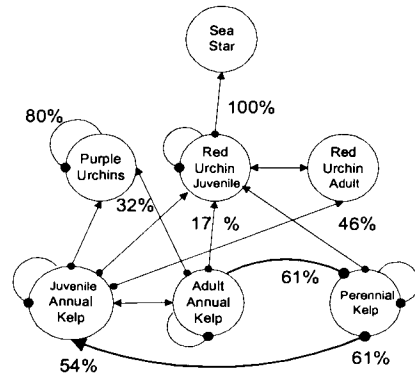 Sea
Star
100%
80%
Purple
Urchins
Red
Urchin
Juvenile
Red
Urchin
Adult
32%
17 %
46%
61%
Juvenile
Annual
Kelp
Adult
Annual
Kelp
Perennial
Kelp
54%
61%